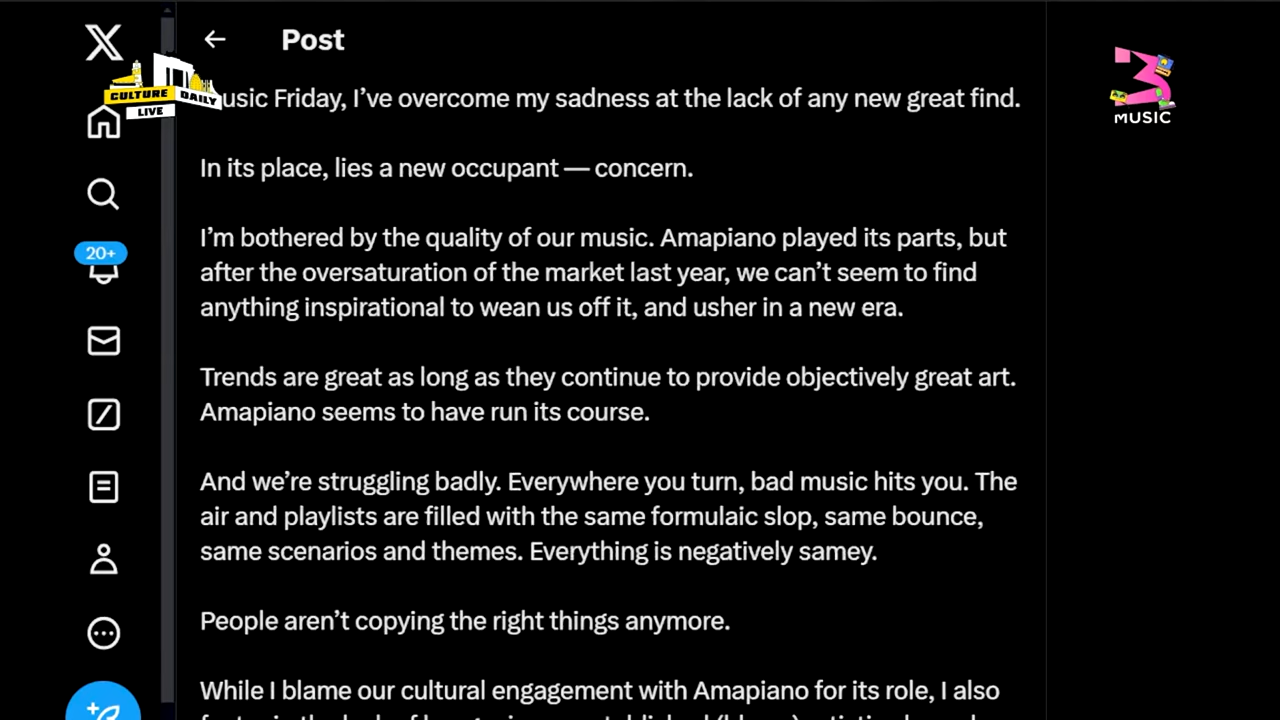 Post
CULTURE DAILY
LIVE
3
MUSIC
usic Friday, I’ve overcome my sadness at the lack of any new great find.
In its place, lies a new occupant — concern.
20+
I’m bothered by the quality of our music. Amapiano played its parts, but
after the oversaturation of the market last year, we can’t seem to find
anything inspirational to wean us off it, and usher in a new era.
Trends are great as long as they continue to provide objectively great art.
Amapiano seems to have run its course.
And we’re struggling badly. Everywhere you turn, bad music hits you. The
air and playlists are filled with the same formulaic slop, same bounce,
same scenarios and themes. Everything is negatively samey.
People aren’t copying the right things anymore.
While I blame our cultural engagement with Amapiano for its role, I also